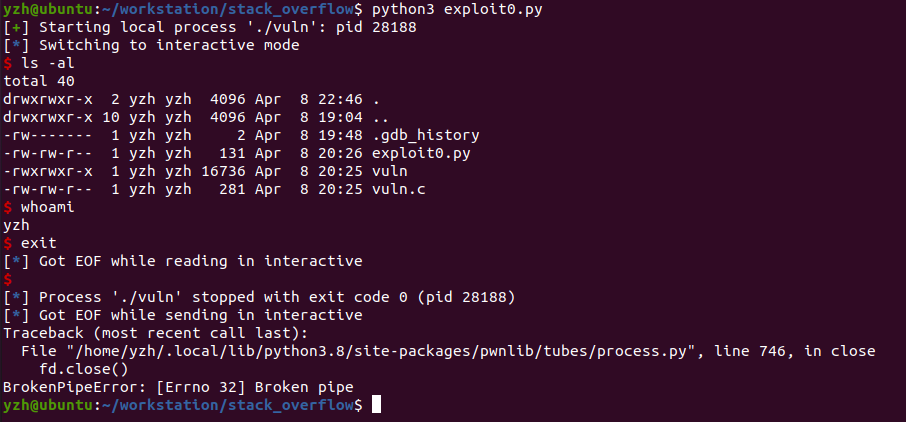 yzh@ubuntu:~/workstation/stack_overflow$ python3 exploit0.py
[+] Starting local process './vuln': pid 28188
[*] Switching to interactive mode
$ ls -al
total 40
drwxrwxr-x  2 yzh yzh  4096 Apr  8 22:46 .
drwxrwxr-x 10 yzh yzh  4096 Apr  8 19:04 ..
-rw-------  1 yzh yzh     2 Apr  8 19:48 .gdb_history
-rw-rw-r--  1 yzh yzh   131 Apr  8 20:26 exploit0.py
-rwxrwxr-x  1 yzh yzh 16736 Apr  8 20:25 vuln
-rw-rw-r--  1 yzh yzh   281 Apr  8 20:25 vuln.c
$ whoami
yzh
$ exit
[*] Got EOF while reading in interactive
$
[*] Process './vuln' stopped with exit code 0 (pid 28188)
[*] Got EOF while sending in interactive
Traceback (most recent call last):
  File "/home/yzh/.local/lib/python3.8/site-packages/pwnlib/tubes/process.py", line 746, in close
    fd.close()
BrokenPipeError: [Errno 32] Broken pipe
yzh@ubuntu:~/workstation/stack_overflow$